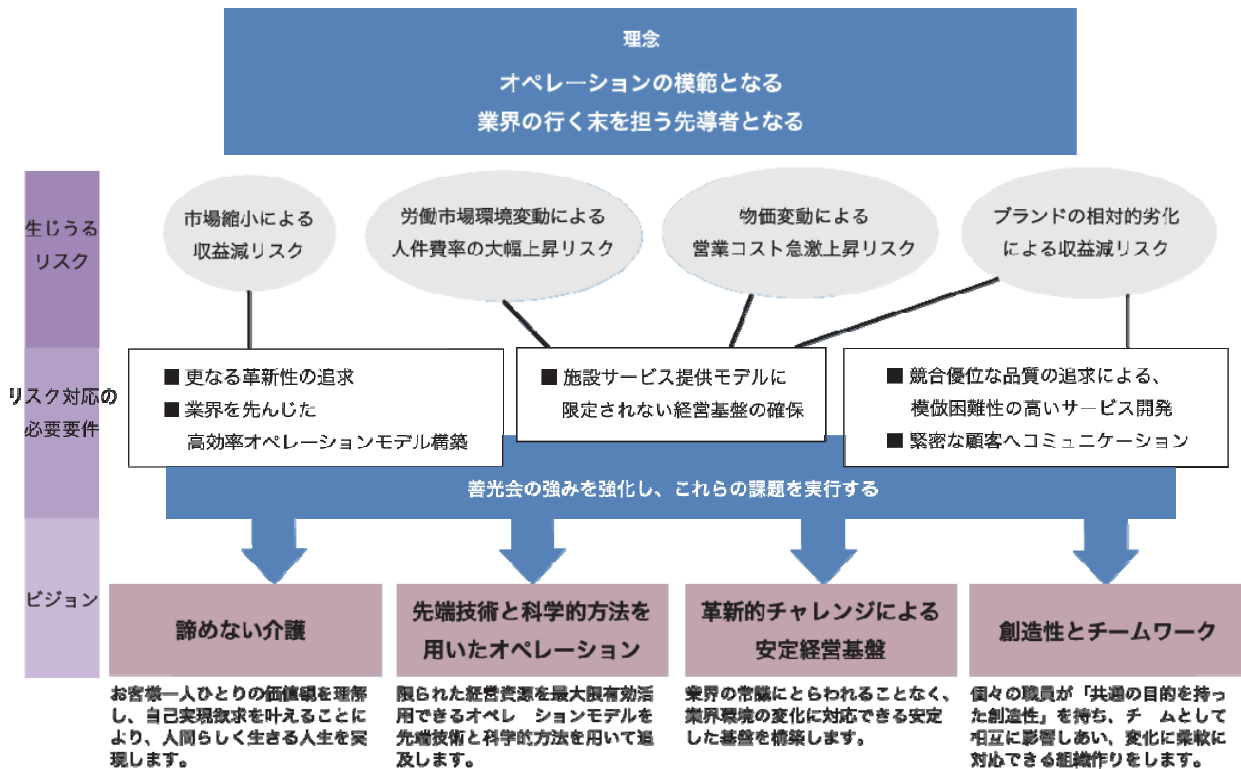 理念
オペレーションの模範となる
業界の行く末を担う先導者となる
生じうる
リスク
市場縮小による
収益減リスク
労働市場環境変動による
人件費率の大幅上昇リスク
物価変動による
営業コスト急激上昇リスク
ブランドの相対的劣化
による収益減リスク
リスク対応の
必要要件
■ 更なる革新性の追求
■ 業界を先んじた
高効率オペレーションモデル構築
■ 施設サービス提供モデルに
限定されない経営基盤の確保
■ 競合優位な品質の追求による、
模倣困難性の高いサービス開発
■ 緊密な顧客へコミュニケーション
善光会の強みを強化し、これらの課題を実行する
ビジョン
諦めない介護
お客様一人ひとりの価値観を理解
し、自己実現欲求を叶えることに
より、人間らしく生きる人生を実
現します。
先端技術と科学的方法を
用いたオペレーション
限られた経営資源を最大限有効活
用できるオペレーションモデルを
先端技術と科学的方法を用いて追
及します。
革新的チャレンジによる
安定経営基盤
業界の常識にとらわれることなく、
業界環境の変化に対応できる安定
した基盤を構築します。
創造性とチームワーク
個々の職員が「共通の目的を持っ
た創造性」を持ち、チームとして
相互に影響しあい、変化に柔軟に
対応できる組織作りをします。